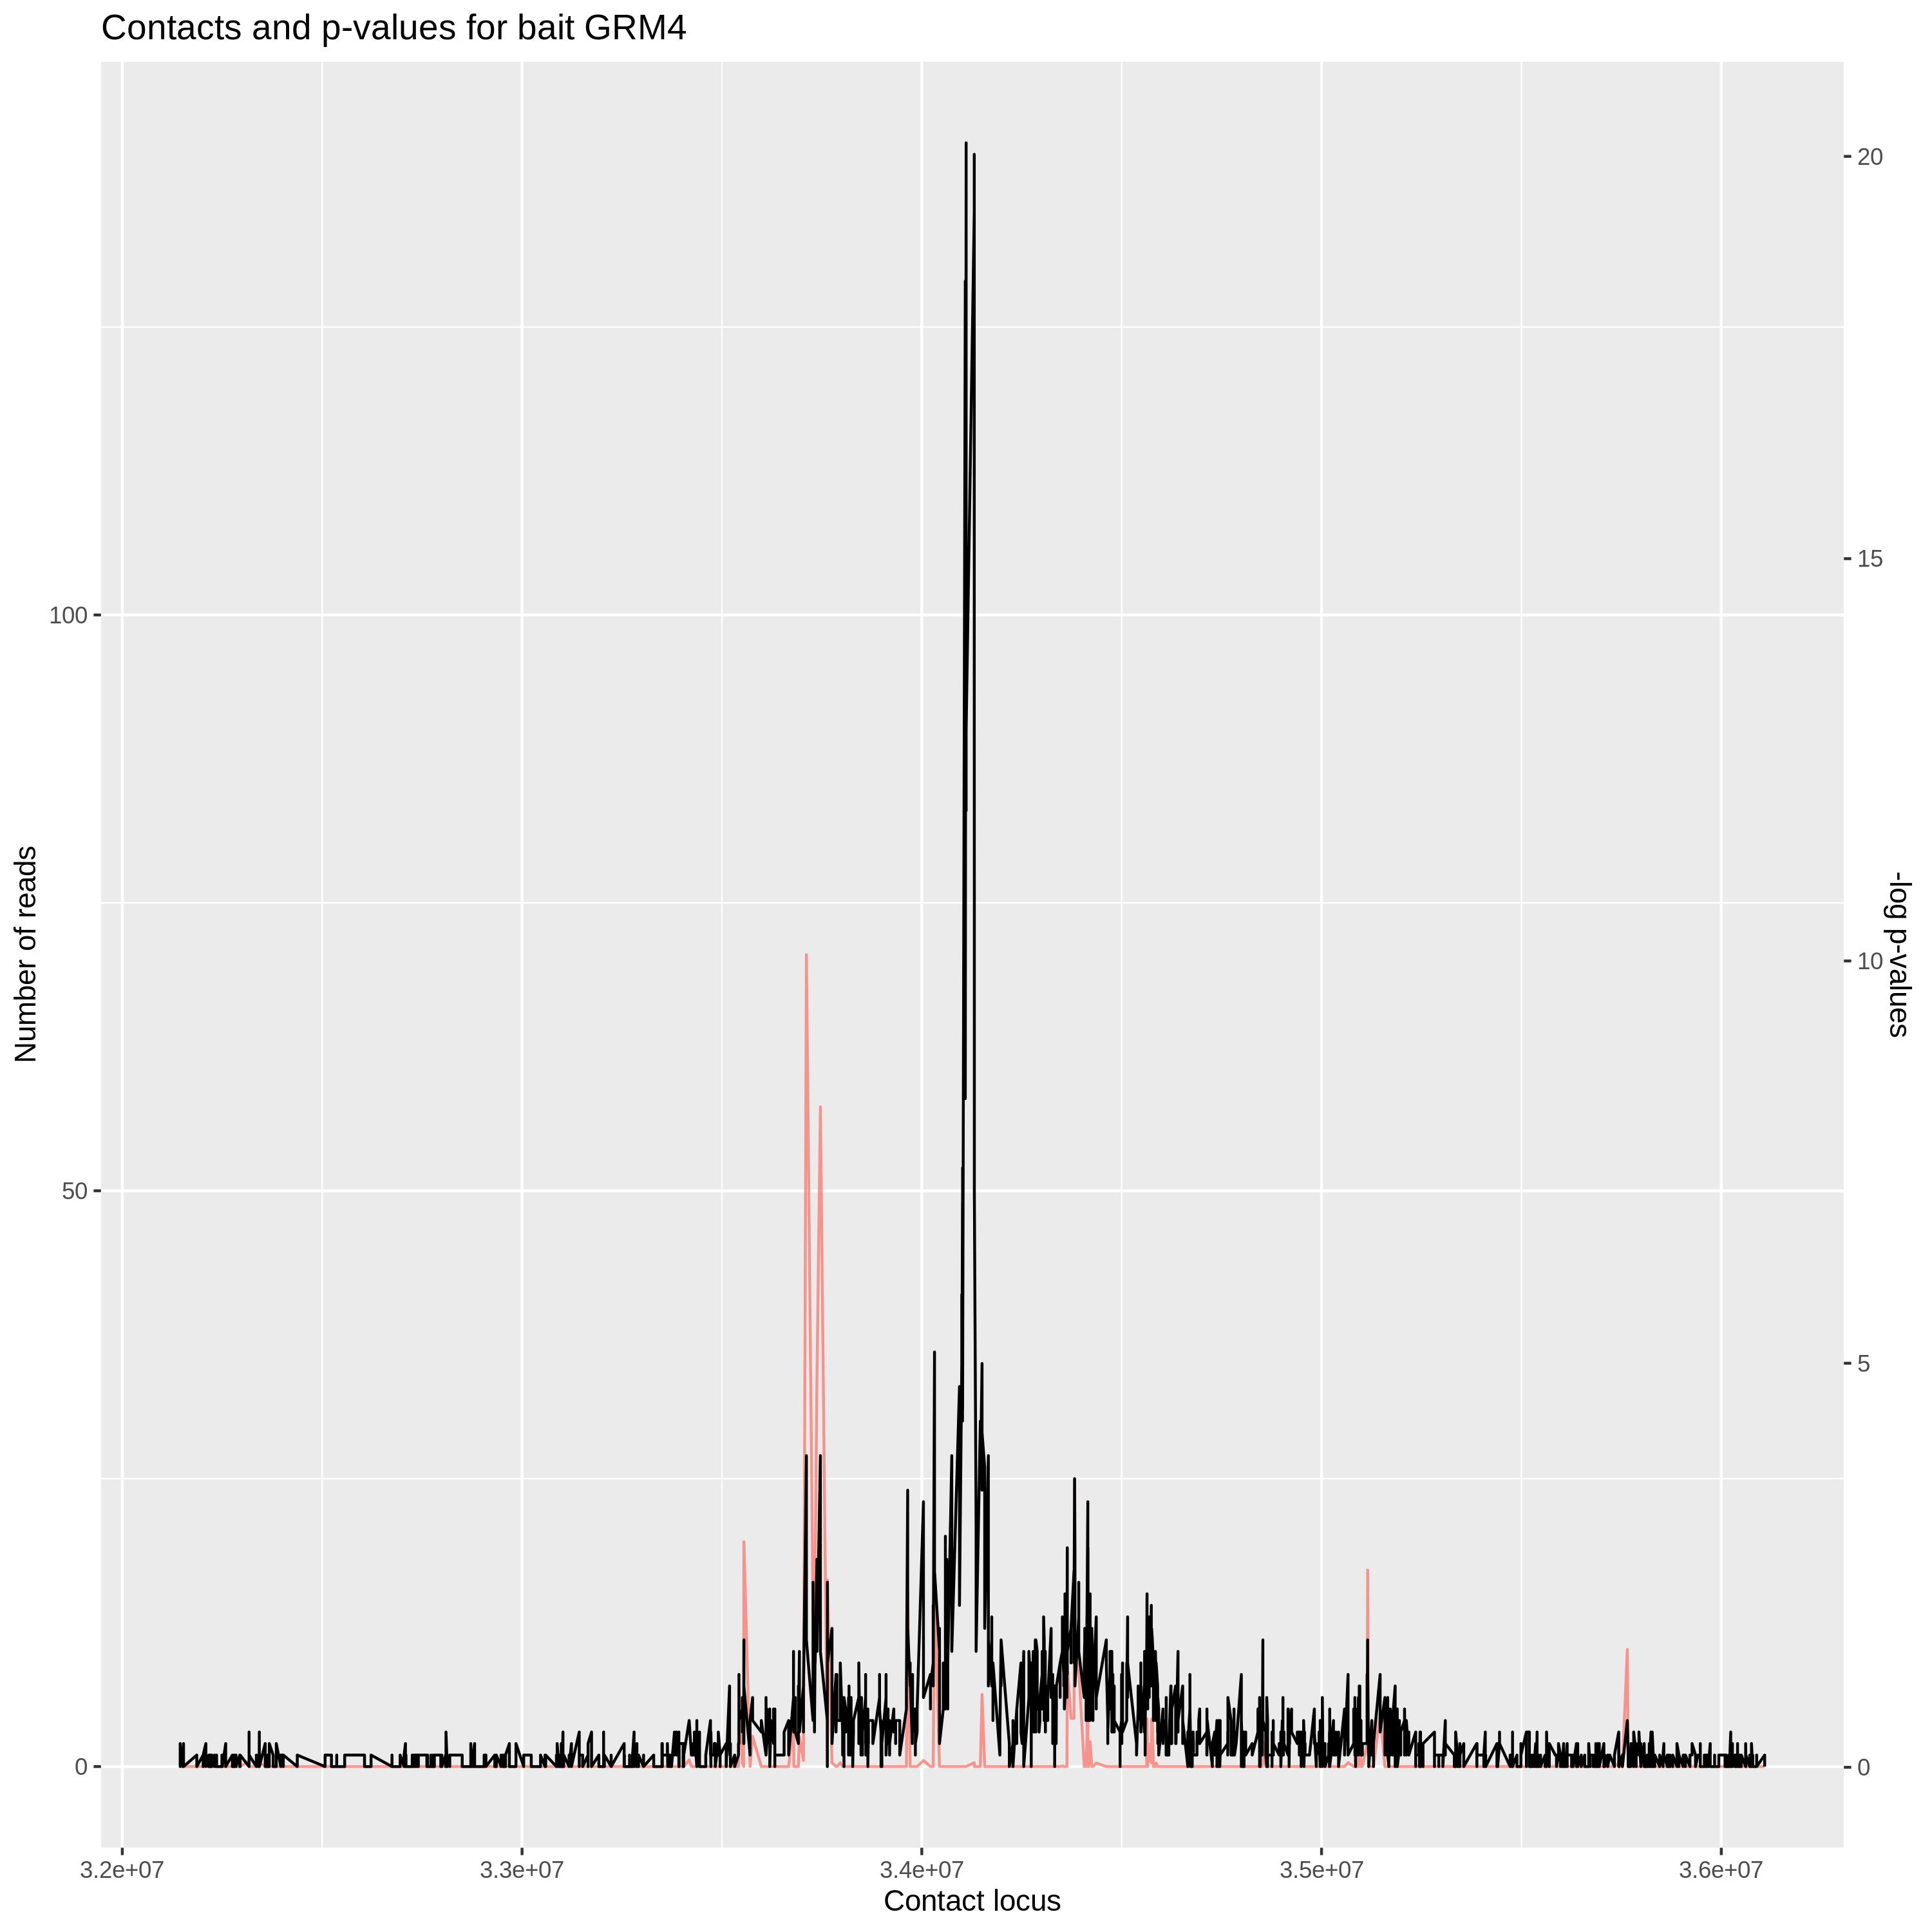 Contacts and p-values for bait GRM4
Number of reads
100
50
0
20
15
10
5
0
-log p-values
3.2e+07
3.3e+07
3.4e+07
3.5e+07
3.6e+07
Contact locus